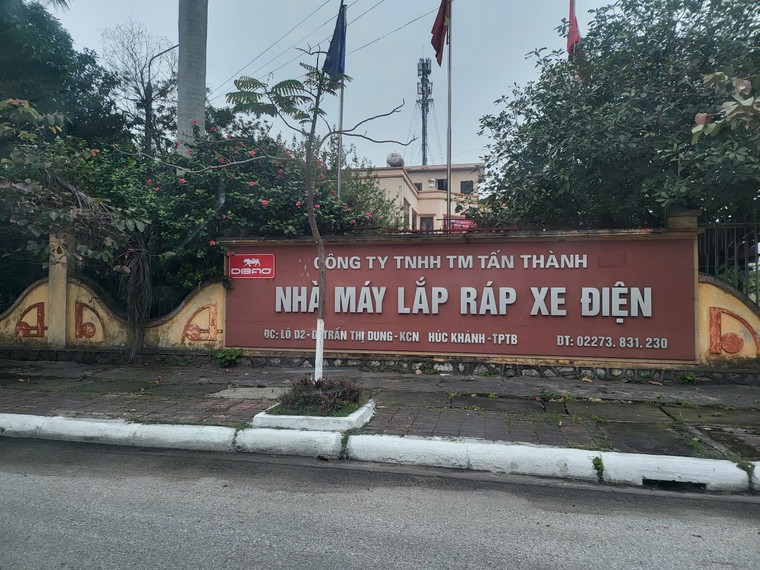 DIBAO
CÔNG TY TNHH TM TẤN THÀNH
NHÀ MÁY LẮP RÁP XE ĐIỆN
ĐC: LÔ D2 - Đ. TRẦN THỊ DUNG - KCN HÚC KHÁNH - TPTB
ĐT: 02273. 831. 230